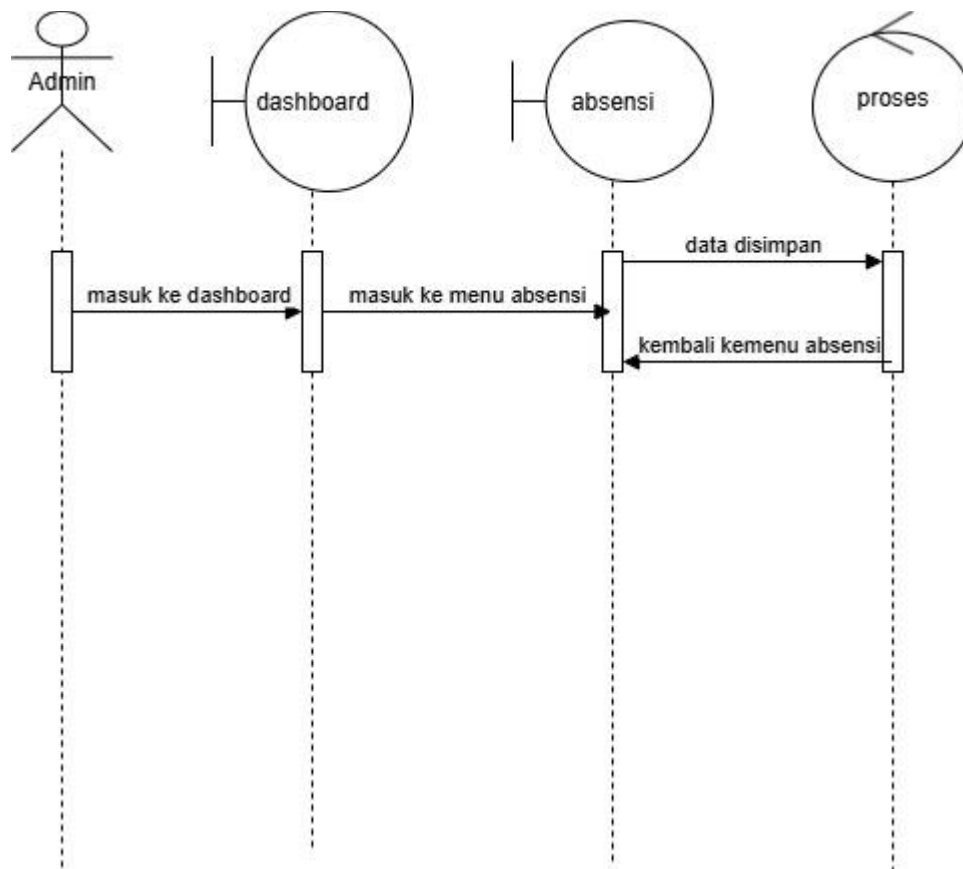 Admin
dashboard
absensi
proses
data disimpan
masuk ke dashboard
masuk ke menu absensi
kembali kemenu absensi